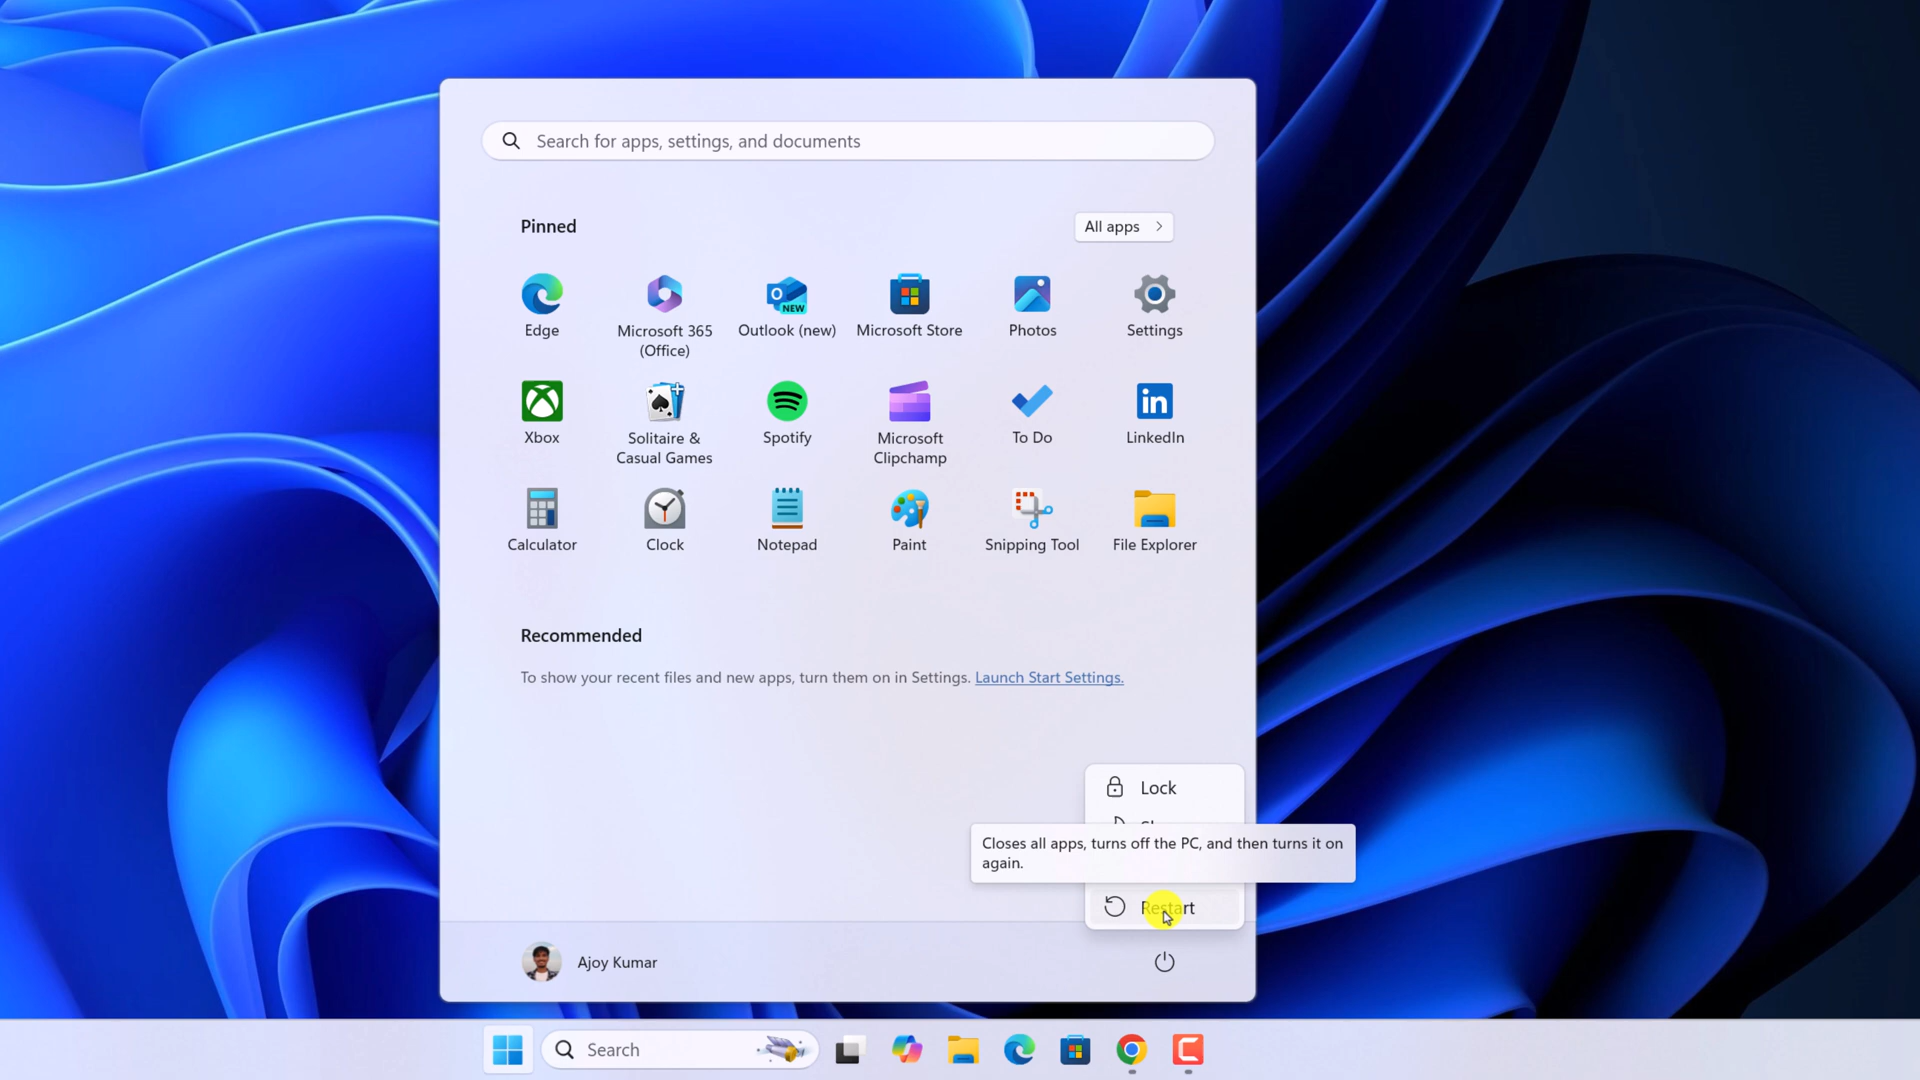 Search for apps, settings, and documents
Pinned
All apps
Edge
Microsoft 365
(Office)
Outlook (new)
Microsoft Store
Photos
Settings
Xbox
Solitaire &
Casual Games
Spotify
Microsoft
Clipchamp
To Do
LinkedIn
Calculator
Clock
Notepad
Paint
Snipping Tool
File Explorer
Recommended
To show your recent files and new apps, turn them on in Settings. Launch Start Settings.
Lock
Closes all apps, turns off the PC, and then turns it on
again.
Restart
Ajoy Kumar
Search